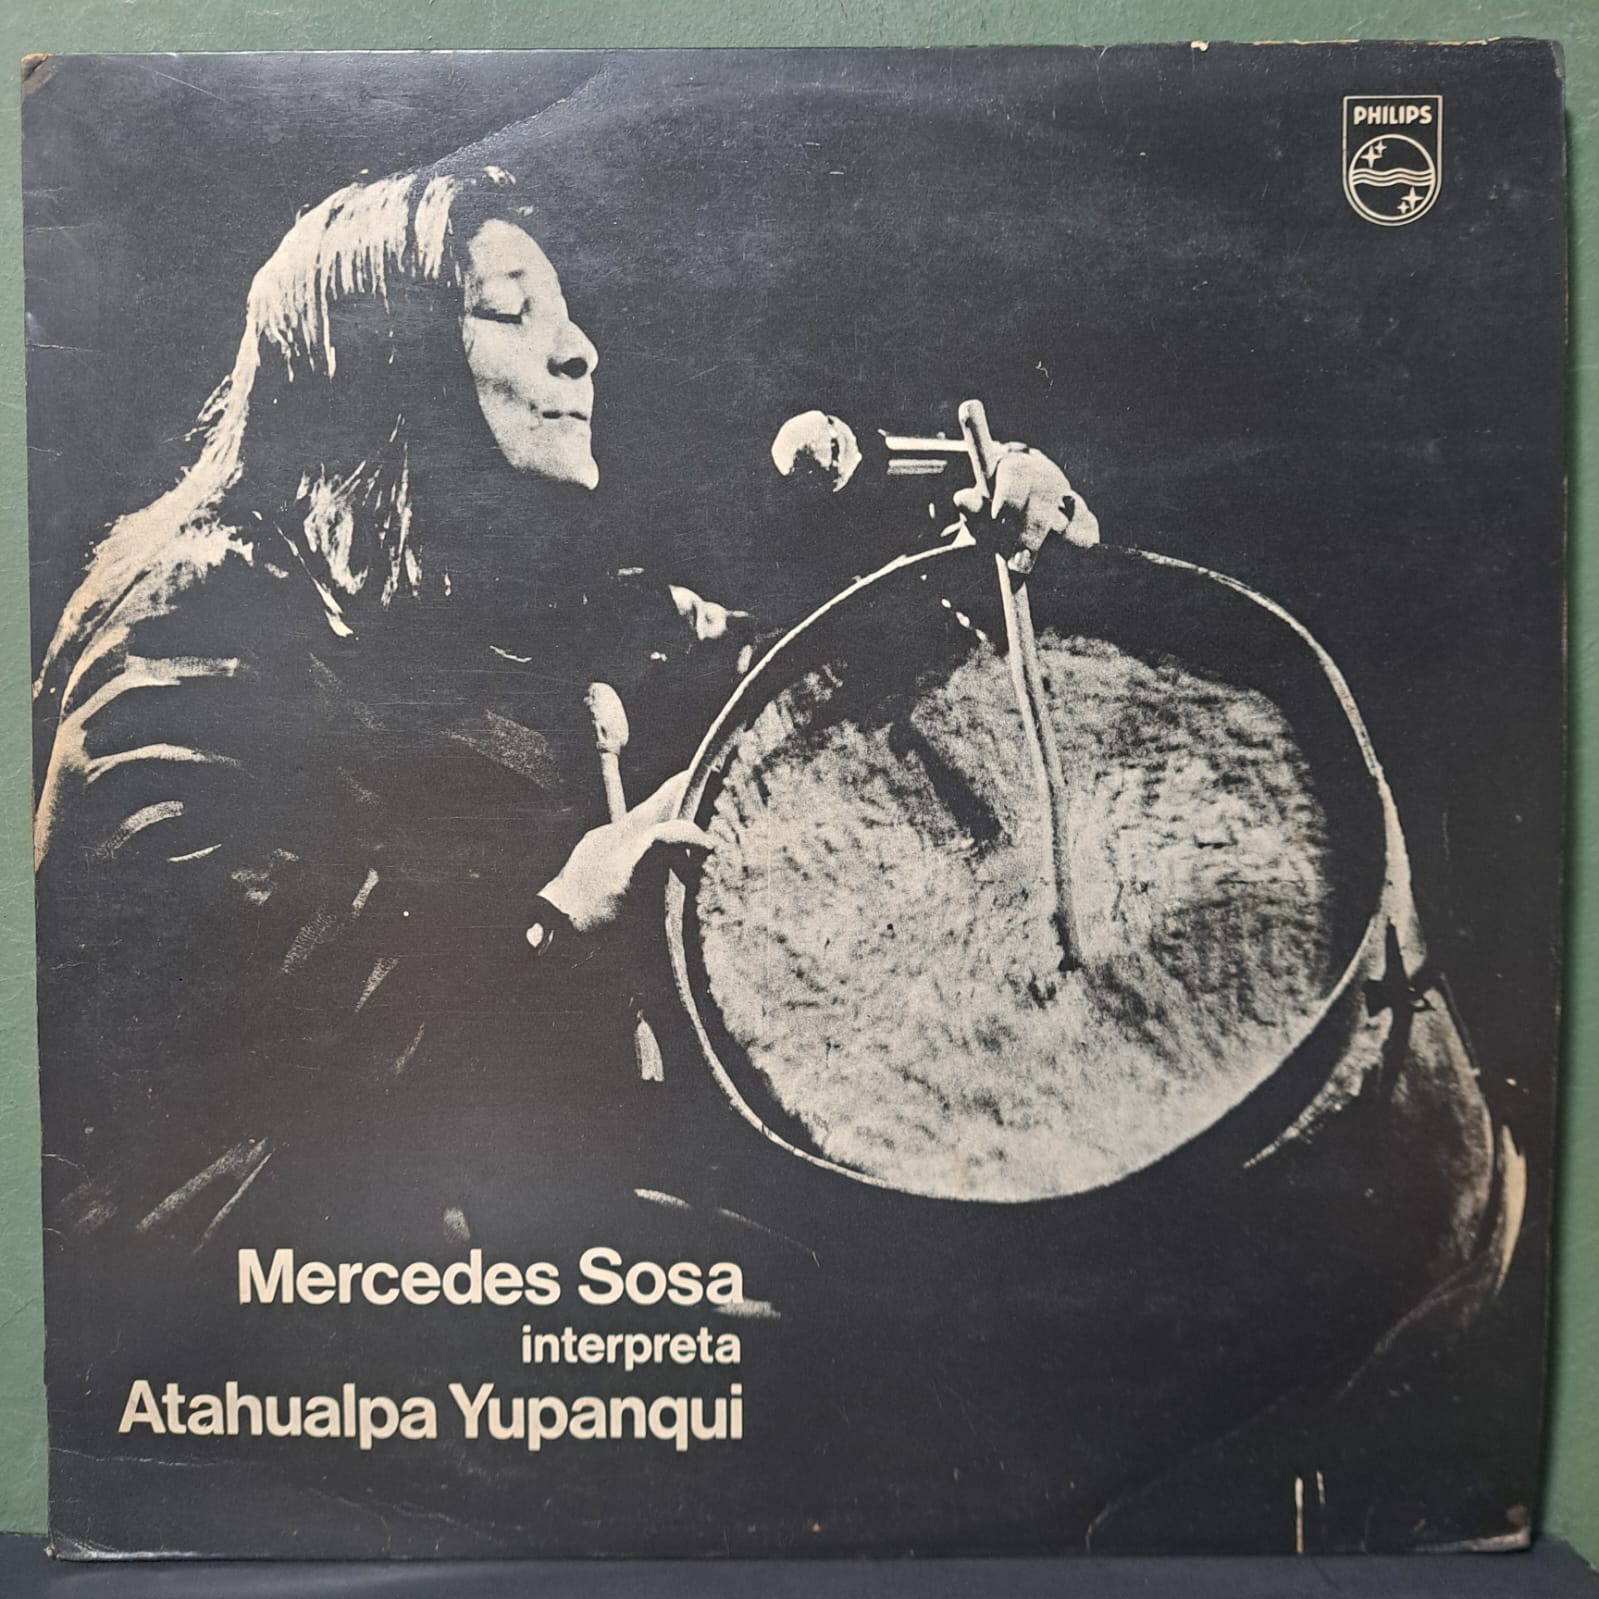 PHILIPS
Mercedes Sosa
interpreta
Atahualpa Yupanqui